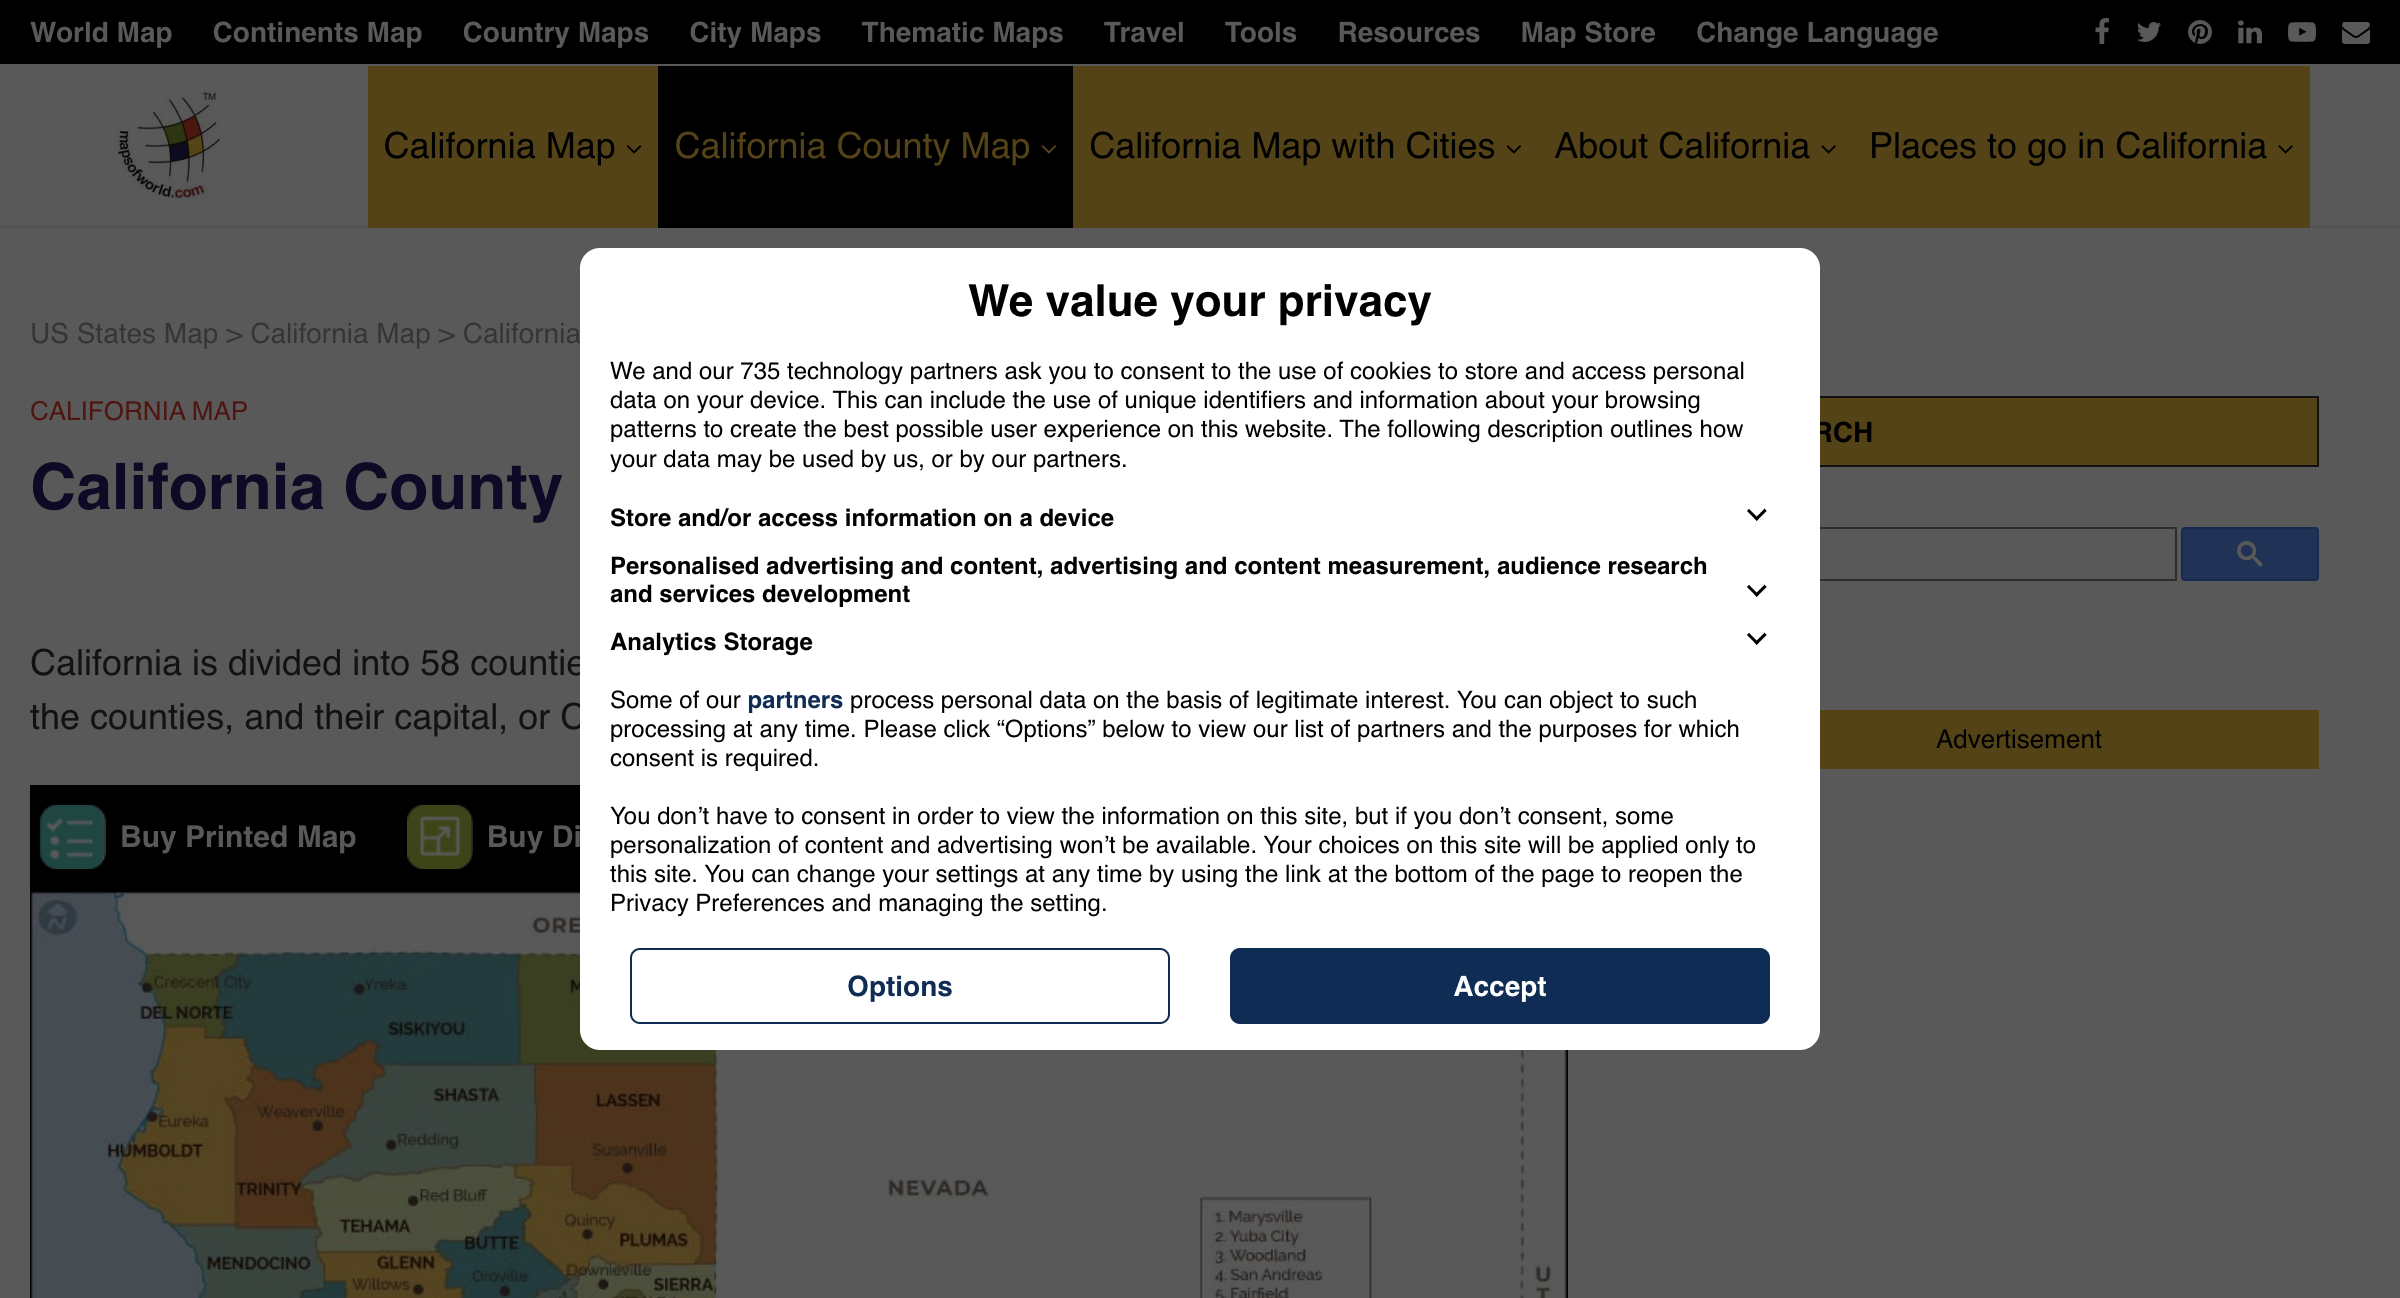 World Map Continents Map Country Maps City Maps Thematic Maps Travel Tools Resources Map Store Change Language
TM
mapsofworld.com
California Map California County Map California Map with Cities About California Places to go in California
US States Map > California Map > California
CALIFORNIA MAP
California County
California is divided into 58
the counties, and their capital, or
RCH
Advertisement
Buy Printed Map Buy
We value your privacy
We and our 735 technology partners ask you to consent to the use of cookies to store and access personal
data on your device. This can include the use of unique identifiers and information about your browsing
patterns to create the best possible user experience on this website. The following description outlines how
your data may be used by us, or by our partners.
Store and/or access information on a device
Personalised advertising and content, advertising and content measurement, audience research
and services development
Analytics Storage
Some of our partners process personal data on the basis of legitimate interest. You can object to such
processing at any time. Please click “Options” below to view our list of partners and the purposes for which
consent is required.
You don’t have to consent in order to view the information on this site, but if you don’t consent, some
personalization of content and advertising won’t be available. Your choices on this site will be applied only to
this site. You can change your settings at any time by using the link at the bottom of the page to reopen the
Privacy Preferences and managing the setting.
Options Accept
N
ORE
Crescent City
Yreka
DEL NORTE
SISKIYOU
SHASTA
LASSEN
Weaverville
Eureka
Redding
HUMBOLDT
Susanville
TRINITY
Red Bluff
NEVADA
TEHAMA
Quincy
BUTTE
PLUMAS
MENDOCINO
GLENN
Willows
Oroville
Downieville
SIERRA
1. Marysville
2. Yuba City
3. Woodland
4. San Andreas
5. Fairfield
U
T